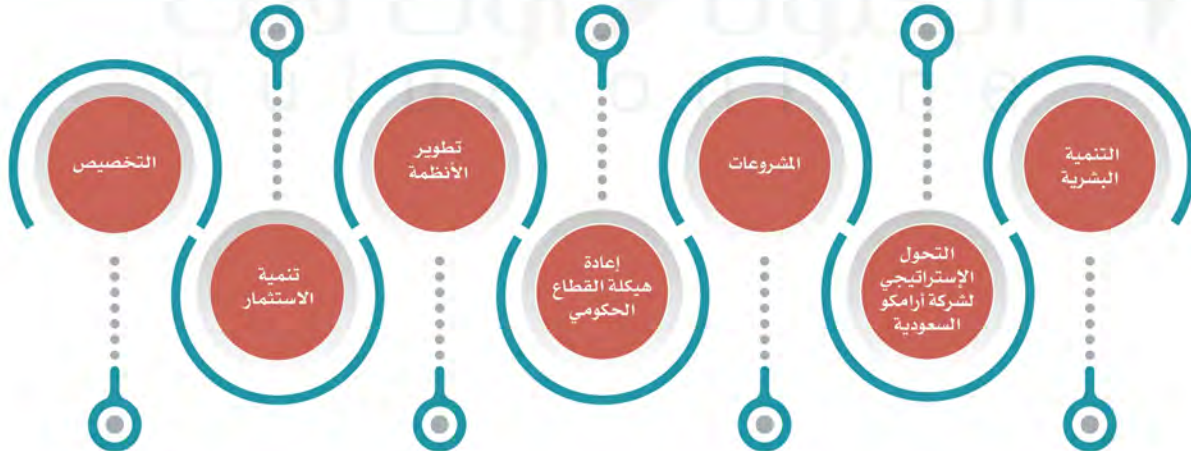 التنمية
البشرية
التحول
الإستراتيجي
لشركة أرامكو
السعودية
المشروعات
إعادة
هيكلة القطاع
الحكومي
تطوير
الأنظمة
تنمية
الاستثمار
التخصيص